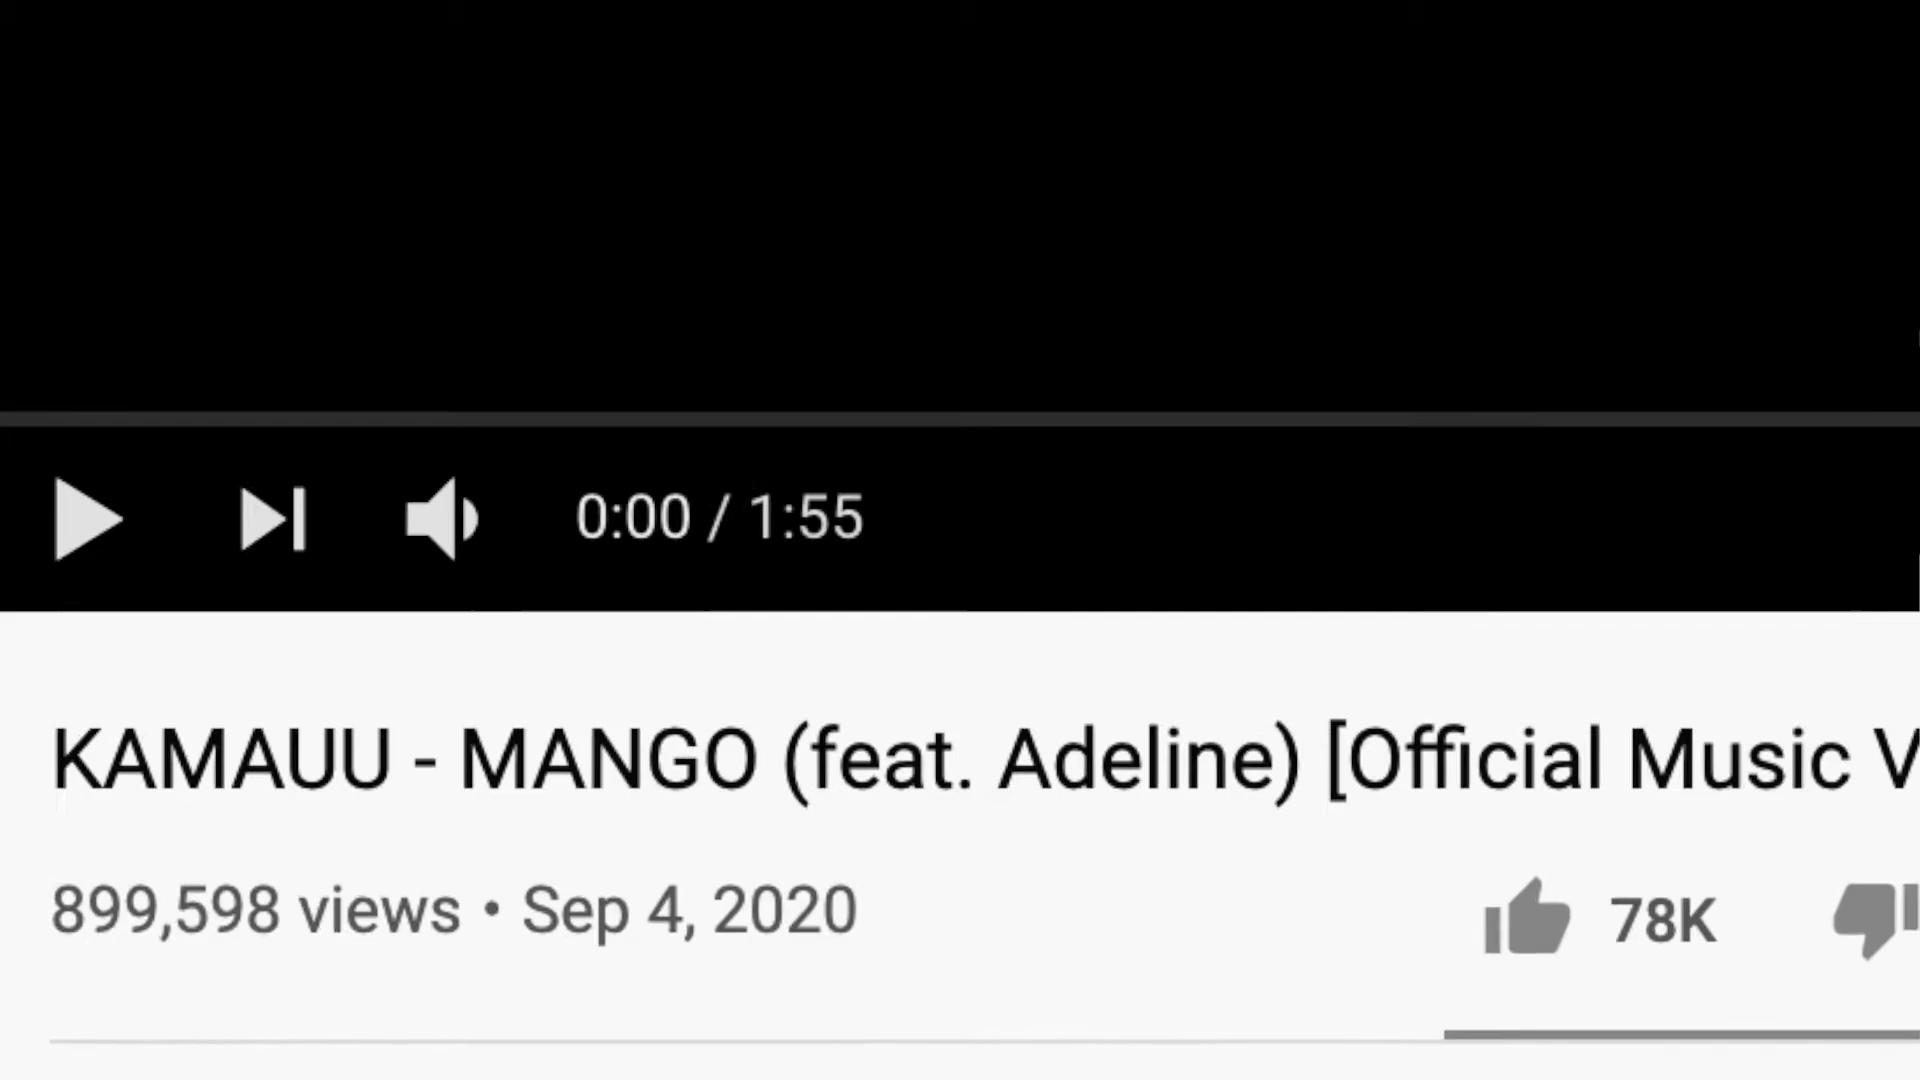 0:00 / 1:55
KAMAUU - MANGO (feat. Adeline) [Official Music V
899,598 views • Sep 4, 2020
78K